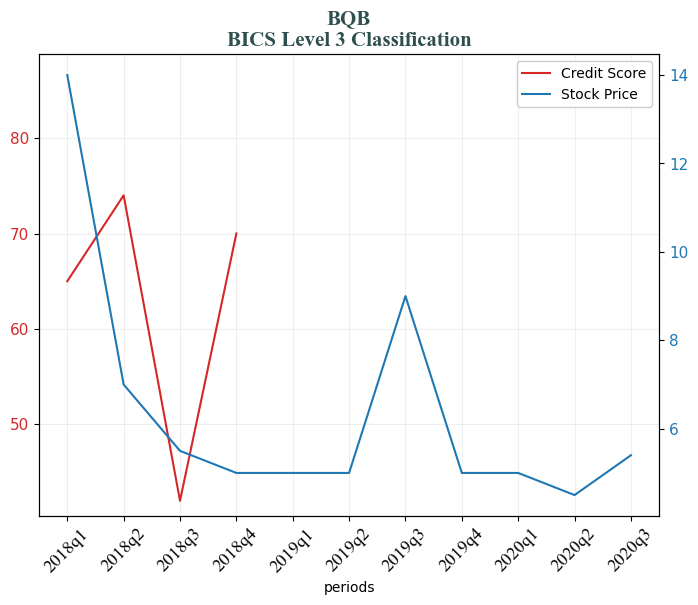 BQB
BICS Level 3 Classification
Credit Score
Stock Price
80
70
60
50
14
12
10
8
6
2018q1
2018q2
2018q3
2018q4
2019q1
2019q2
2019q3
2019q4
2020q1
2020q2
2020q3
periods